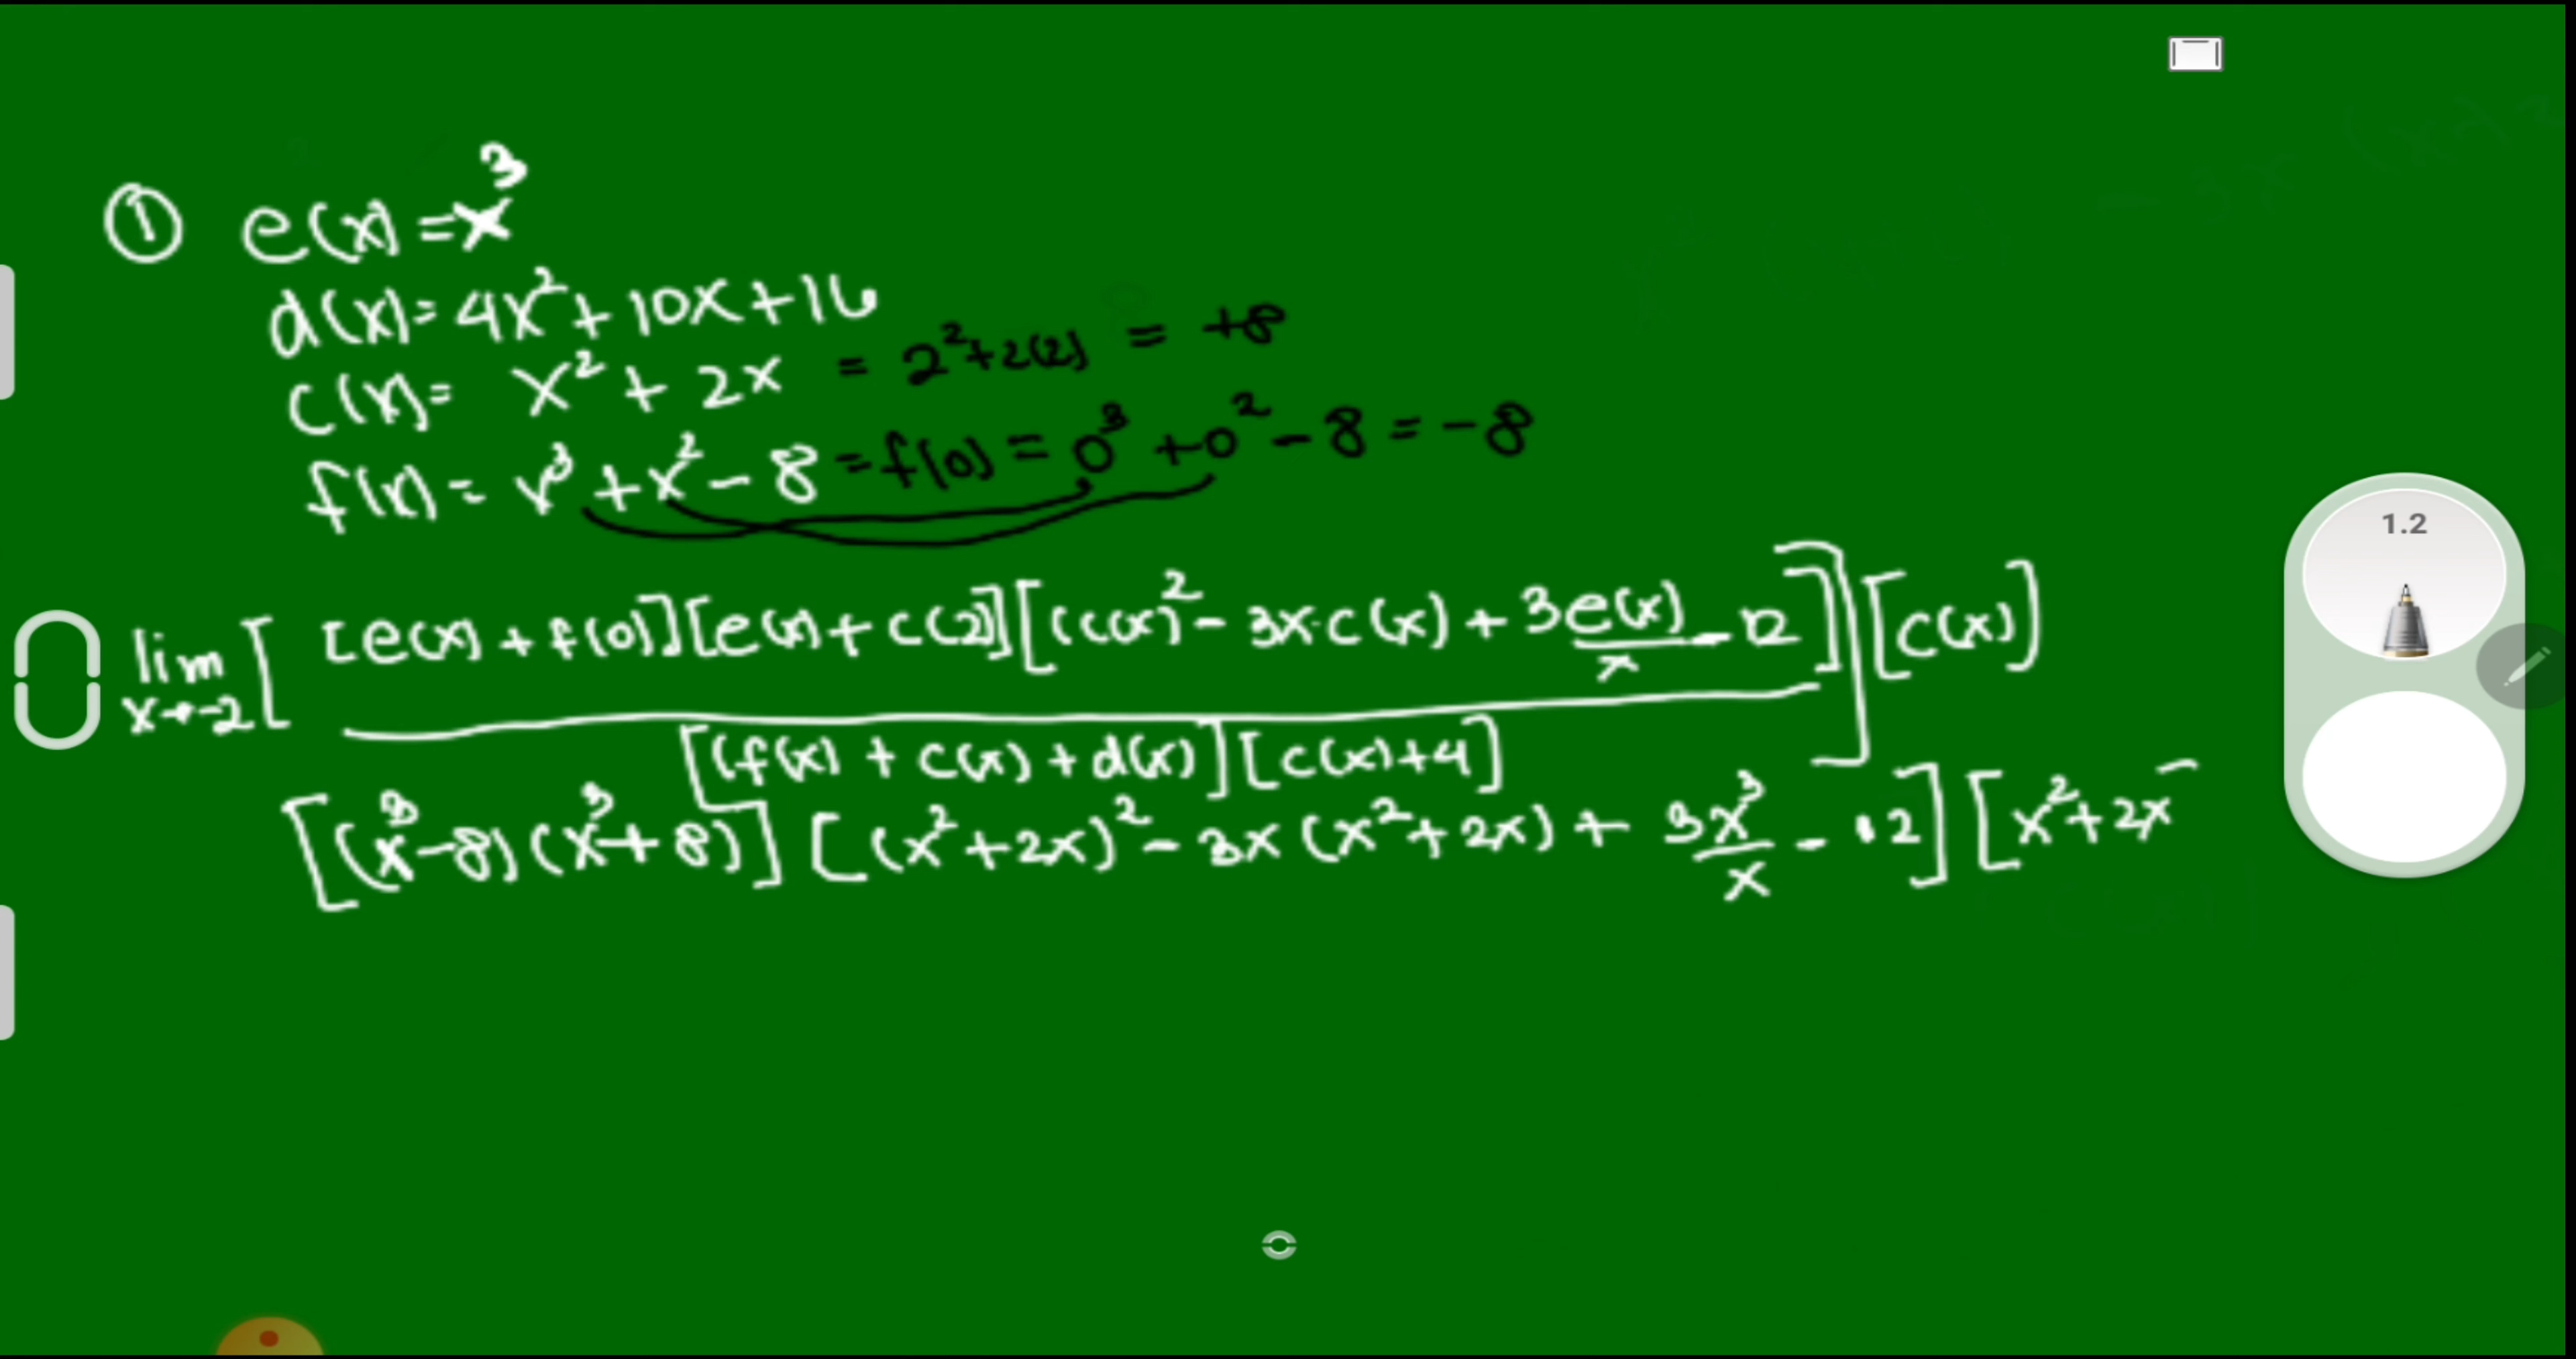 ① e(x) = x³
d(x) = 4x² + 10x + 16
c(x) = x² + 2x = 2² + 2(2) = +8
f(x) = x³ + x² - 8 = f(0) = 0³ + 0² - 8 = -8
lim x→-2 [ [e(x) + f(0)][e(x) + c(2)][(c(x))² - 3x·c(x) + 3e(x)/x - 12] ] [c(x)]
[(f(x) + c(x) + d(x)][c(x) + 4]
[(x³ - 8)(x³ + 8)] [(x² + 2x)² - 3x(x² + 2x) + 3x³/x - 12] [x² + 2x
1.2